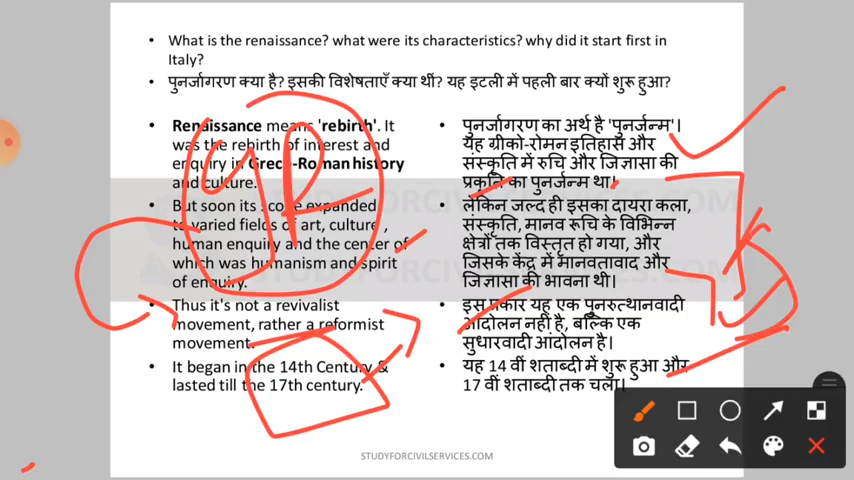 What is the renaissance? what were its characteristics? why did it start first in
Italy?
पुनर्जागरण क्या है? इसकी विशेषताएँ क्या थीं? यह इटली में पहली बार क्यों शुरू हुआ?
Renaissance means 'rebirth'. It
was the rebirth of interest and
enquiry in Greco-Roman history
and culture.
But soon its scope expanded
to varied fields of art, culture ,
human enquiry and the center of
which was humanism and spirit
of enquiry.
Thus it's not a revivalist
movement, rather a reformist
movement.
It began in the 14th Century &
lasted till the 17th century.
पुनर्जागरण का अर्थ है 'पुनर्जन्म'।
यह ग्रीको-रोमन इतिहास और
संस्कृति में रुचि और जिज्ञासा की
प्रकृति का पुनर्जन्म था।
लेकिन जल्द ही इसका दायरा कला,
संस्कृति, मानव रूचि के विभिन्न
क्षेत्रों तक विस्तृत हो गया, और
जिसके केंद्र में मानवतावाद और
जिज्ञासा की भावना थी।
इस प्रकार यह एक पुनरुत्थानवादी
आंदोलन नहीं है, बल्कि एक
सुधारवादी आंदोलन है।
यह 14 वीं शताब्दी में शुरू हुआ और
17 वीं शताब्दी तक चला।
STUDYFORCIVILSERVICES.COM